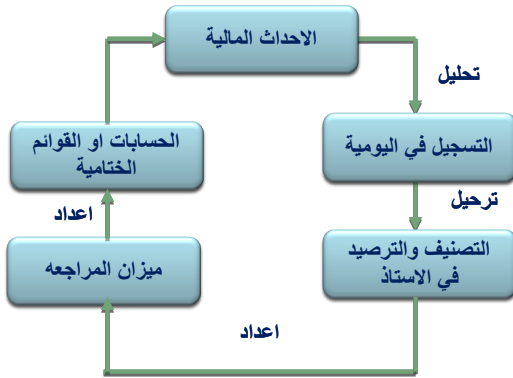 الاحداث المالية
تحليل
التسجيل في اليومية
ترحيل
التصنيف والترصيد
في الاستاذ
اعداد
ميزان المراجعه
اعداد
الحسابات او القوائم
الختامية